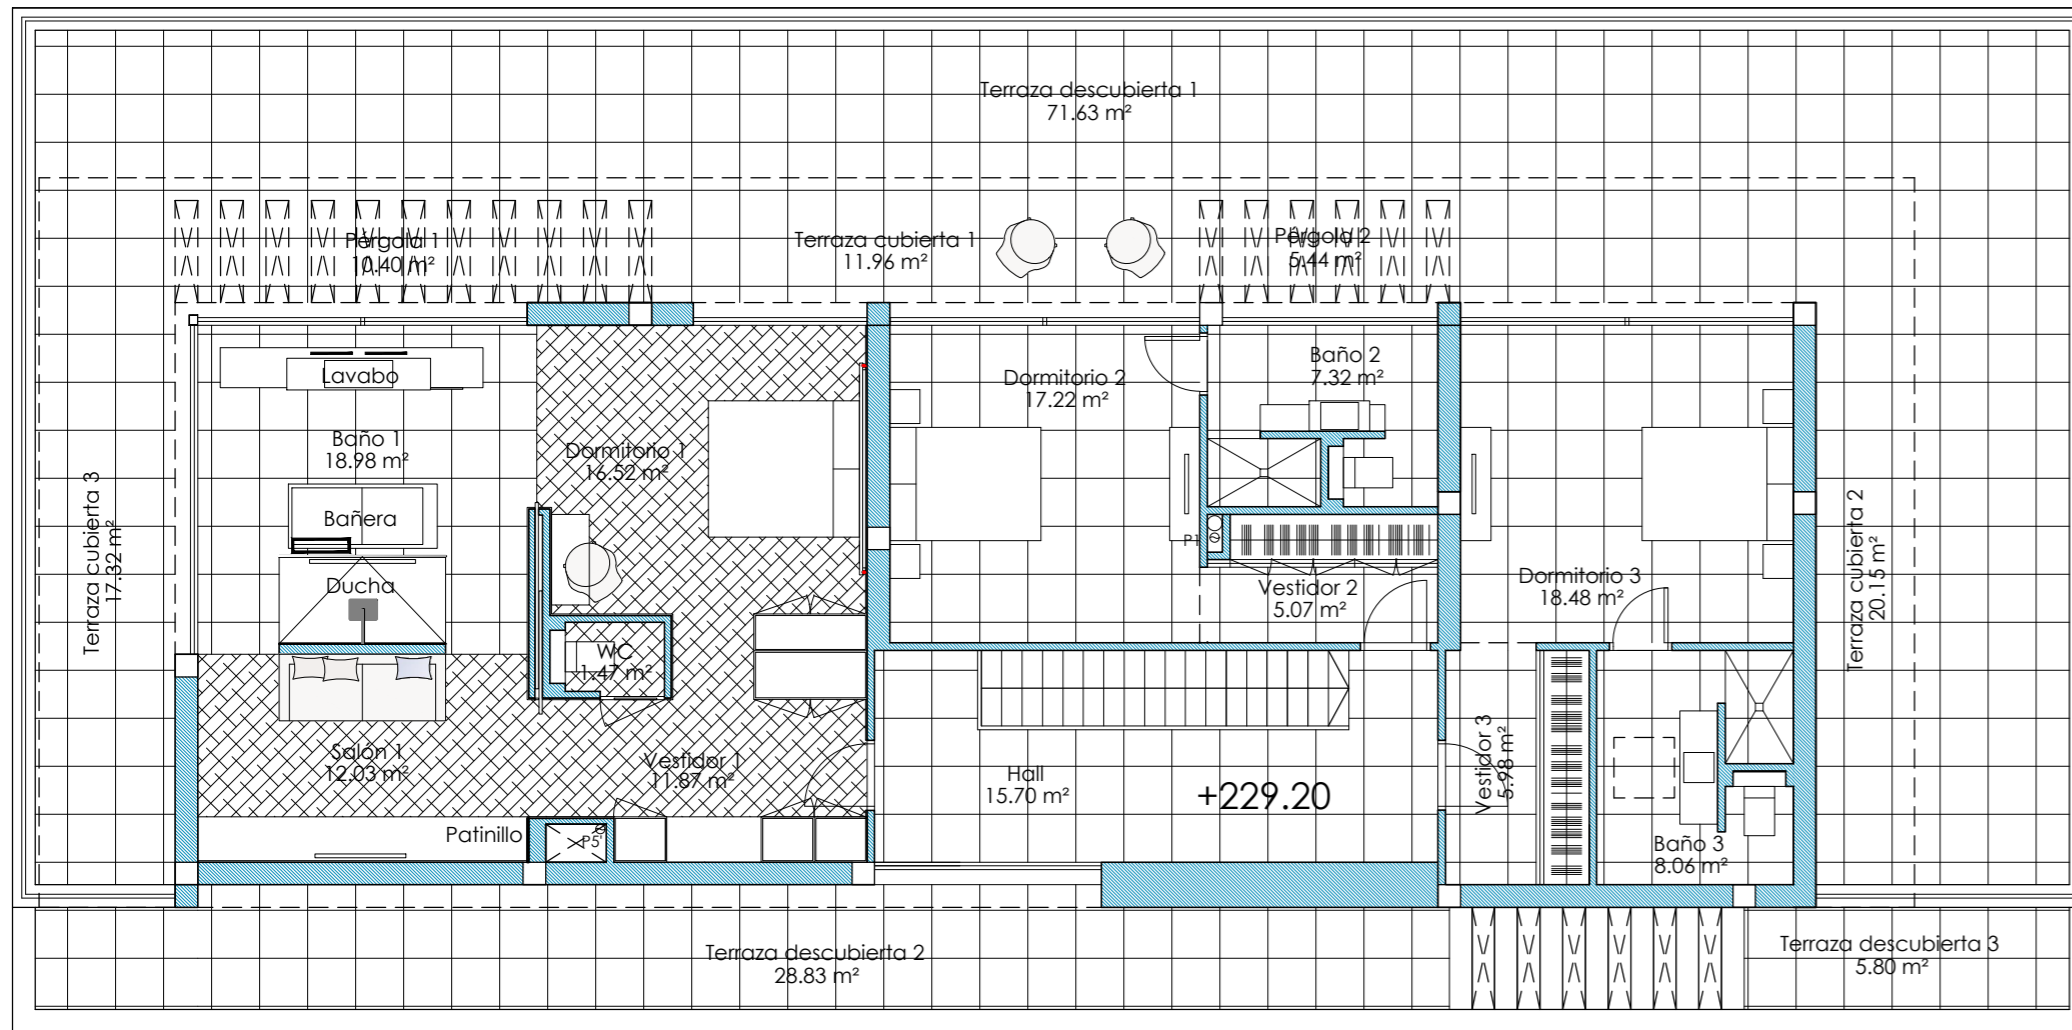 Terraza descubierta 1
71.63 m²
Pérgola 1
10.40 m²
Terraza cubierta 1
11.96 m²
Pérgola 2
5.44 m²
Lavabo
Baño 1
18.98 m²
Bañera
Ducha
Dormitorio 1
16.52 m²
Dormitorio 2
17.22 m²
Baño 2
7.32 m²
P1
Vestidor 2
5.07 m²
Dormitorio 3
18.48 m²
Terraza cubierta 3
17.32 m²
Terraza cubierta 2
20.15 m²
WC
1.47 m²
Salón 1
12.03 m²
Vestidor 1
11.87 m²
Hall
15.70 m²
+229.20
Vestidor 3
5.98 m²
Patinillo
P5'
Baño 3
8.06 m²
Terraza descubierta 2
28.83 m²
Terraza descubierta 3
5.80 m²